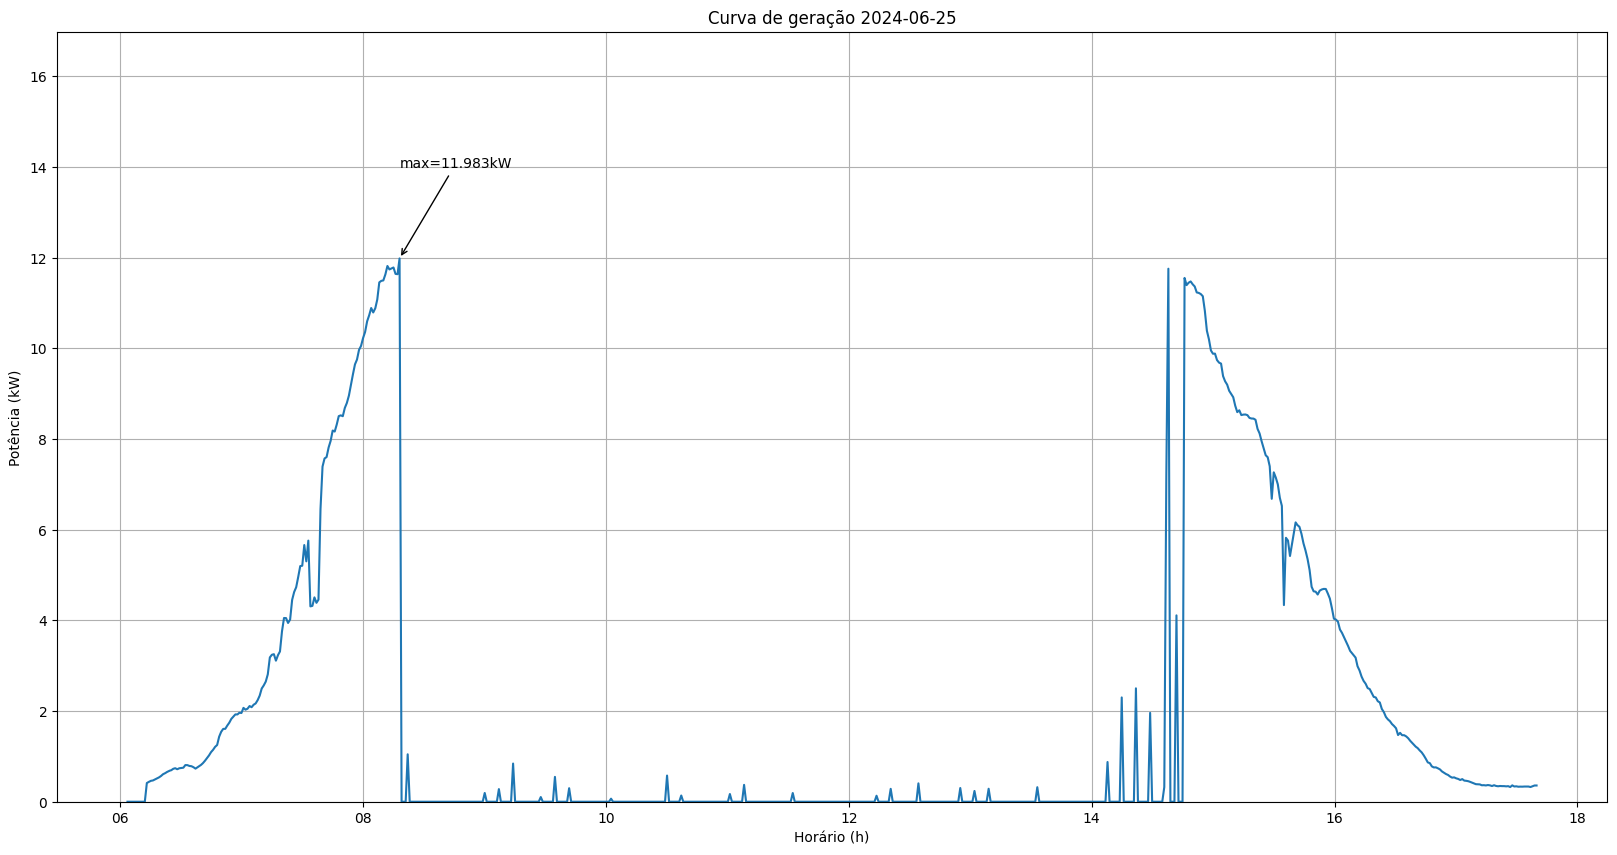 Curva de geração 2024-06-25
16
14
12
10
8
6
4
2
0
Potência (kW)
max=11.983kW
06 08 10 12 14 16 18
Horário (h)